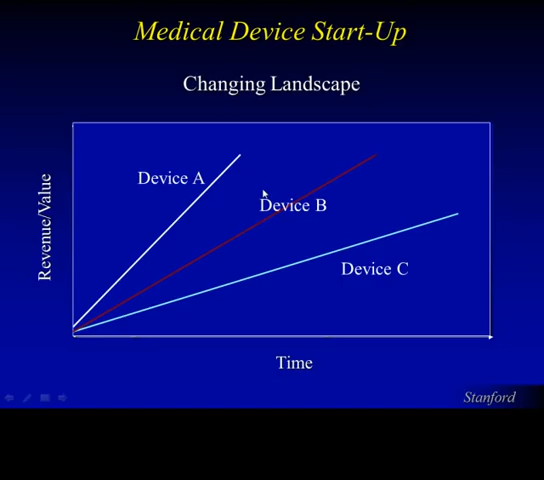 Medical Device Start-Up
Changing Landscape
Device A
Device B
Device C
Revenue/Value
Time
Stanford